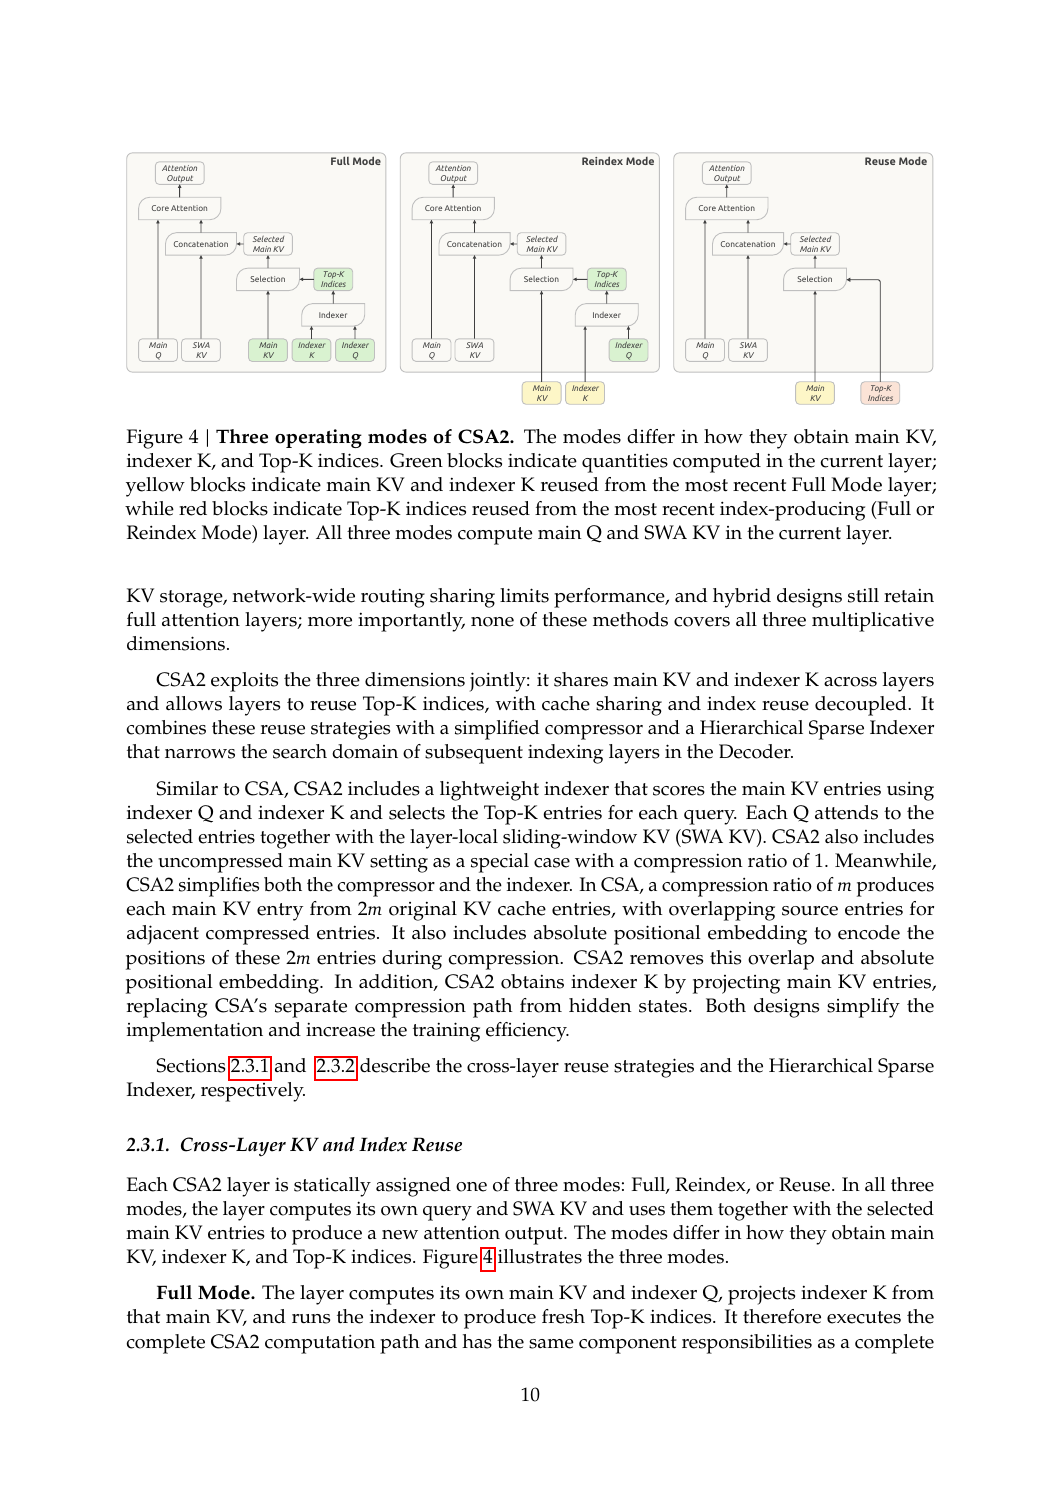 Full Mode
Attention
Output
Core Attention
Concatenation
Selected
Main KV
Selection
Top-K
Indices
Indexer
Main
Q
SWA
KV
Main
KV
Indexer
K
Indexer
Q
Reindex Mode
Attention
Output
Core Attention
Concatenation
Selected
Main KV
Selection
Top-K
Indices
Indexer
Main
Q
SWA
KV
Indexer
Q
Main
KV
Indexer
K
Reuse Mode
Attention
Output
Core Attention
Concatenation
Selected
Main KV
Selection
Main
Q
SWA
KV
Main
KV
Top-K
Indices
Figure 4 | Three operating modes of CSA2. The modes differ in how they obtain main KV,
indexer K, and Top-K indices. Green blocks indicate quantities computed in the current layer;
yellow blocks indicate main KV and indexer K reused from the most recent Full Mode layer;
while red blocks indicate Top-K indices reused from the most recent index-producing (Full or
Reindex Mode) layer. All three modes compute main Q and SWA KV in the current layer.
KV storage, network-wide routing sharing limits performance, and hybrid designs still retain
full attention layers; more importantly, none of these methods covers all three multiplicative
dimensions.
CSA2 exploits the three dimensions jointly: it shares main KV and indexer K across layers
and allows layers to reuse Top-K indices, with cache sharing and index reuse decoupled. It
combines these reuse strategies with a simplified compressor and a Hierarchical Sparse Indexer
that narrows the search domain of subsequent indexing layers in the Decoder.
Similar to CSA, CSA2 includes a lightweight indexer that scores the main KV entries using
indexer Q and indexer K and selects the Top-K entries for each query. Each Q attends to the
selected entries together with the layer-local sliding-window KV (SWA KV). CSA2 also includes
the uncompressed main KV setting as a special case with a compression ratio of 1. Meanwhile,
CSA2 simplifies both the compressor and the indexer. In CSA, a compression ratio of m produces
each main KV entry from 2m original KV cache entries, with overlapping source entries for
adjacent compressed entries. It also includes absolute positional embedding to encode the
positions of these 2m entries during compression. CSA2 removes this overlap and absolute
positional embedding. In addition, CSA2 obtains indexer K by projecting main KV entries,
replacing CSA’s separate compression path from hidden states. Both designs simplify the
implementation and increase the training efficiency.
Sections 2.3.1 and 2.3.2 describe the cross-layer reuse strategies and the Hierarchical Sparse
Indexer, respectively.
2.3.1. Cross-Layer KV and Index Reuse
Each CSA2 layer is statically assigned one of three modes: Full, Reindex, or Reuse. In all three
modes, the layer computes its own query and SWA KV and uses them together with the selected
main KV entries to produce a new attention output. The modes differ in how they obtain main
KV, indexer K, and Top-K indices. Figure 4 illustrates the three modes.
Full Mode. The layer computes its own main KV and indexer Q, projects indexer K from
that main KV, and runs the indexer to produce fresh Top-K indices. It therefore executes the
complete CSA2 computation path and has the same component responsibilities as a complete
10